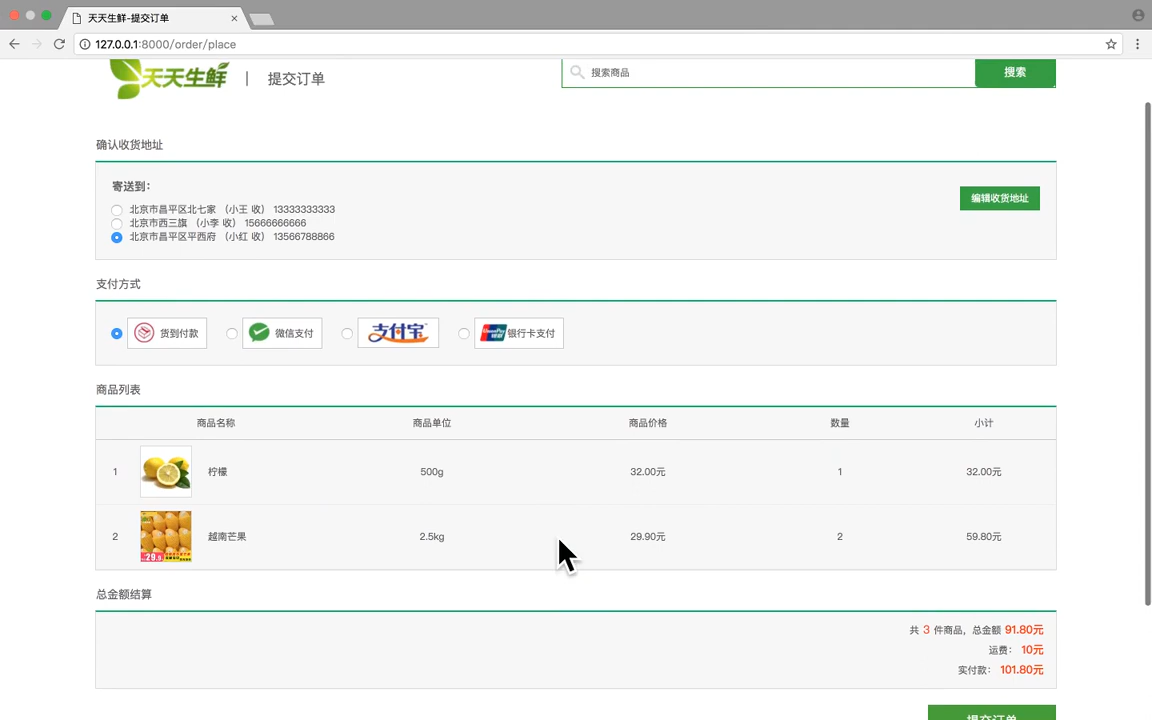 天天生鲜-提交订单
127.0.0.1:8000/order/place
天天生鲜 | 提交订单
搜索商品 搜索
确认收货地址
寄送到：
编辑收货地址
北京市昌平区北七家 （小王 收） 13333333333
北京市西三旗 （小李 收） 15666666666
北京市昌平区平西府 （小红 收） 13566788866
支付方式
货到付款 微信支付 支付宝 银行卡支付
商品列表
商品名称 商品单位 商品价格 数量 小计
1 柠檬 500g 32.00元 1 32.00元
2 越南芒果 2.5kg 29.90元 2 59.80元
总金额结算
共 3 件商品，总金额 91.80元
运费： 10元
实付款： 101.80元
提交订单